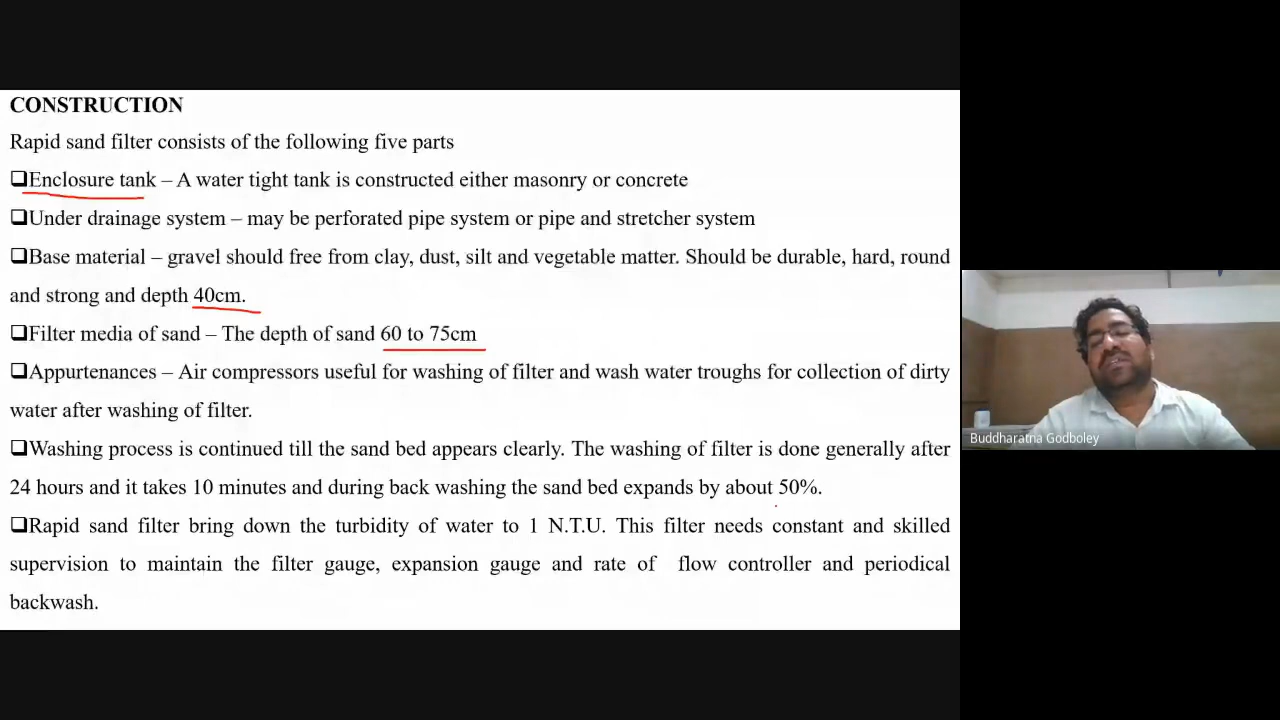 CONSTRUCTION
Rapid sand filter consists of the following five parts
❑Enclosure tank – A water tight tank is constructed either masonry or concrete
❑Under drainage system – may be perforated pipe system or pipe and stretcher system
❑Base material – gravel should free from clay, dust, silt and vegetable matter. Should be durable, hard, round
and strong and depth 40cm.
❑Filter media of sand – The depth of sand 60 to 75cm
❑Appurtenances – Air compressors useful for washing of filter and wash water troughs for collection of dirty
water after washing of filter.
❑Washing process is continued till the sand bed appears clearly. The washing of filter is done generally after
24 hours and it takes 10 minutes and during back washing the sand bed expands by about 50%.
❑Rapid sand filter bring down the turbidity of water to 1 N.T.U. This filter needs constant and skilled
supervision to maintain the filter gauge, expansion gauge and rate of flow controller and periodical
backwash.
Buddharatna Godboley